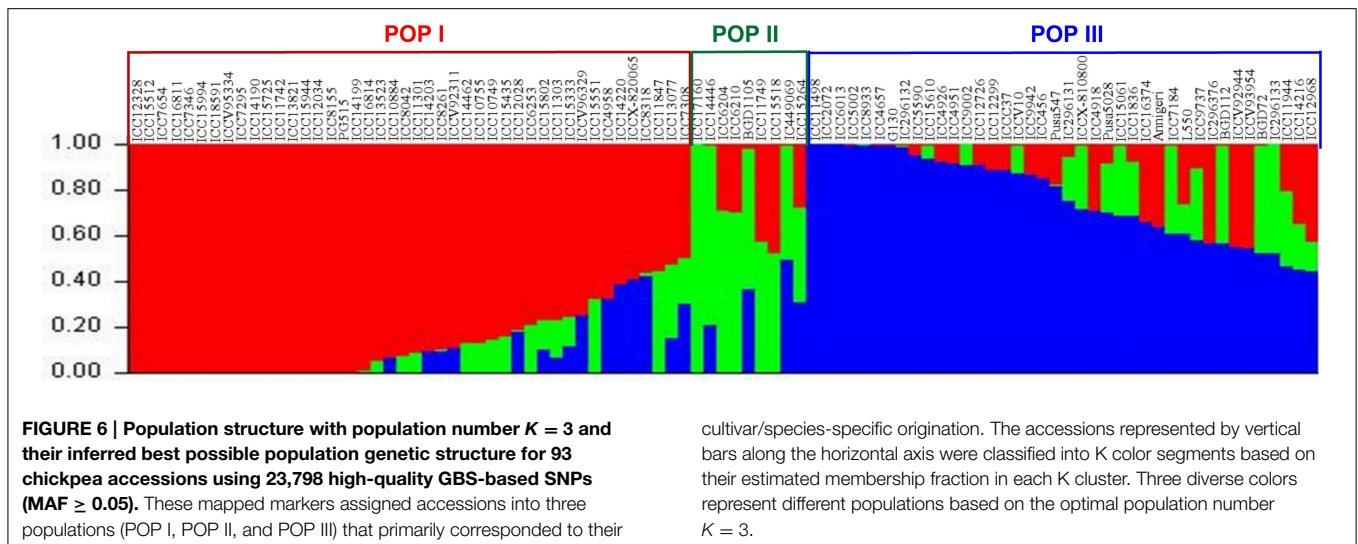 POP I
POP II
POP III
ICC12328
ICC15512
ICC7654
ICC16811
ICC7346
ICC15994
ICC18591
ICCV95334
ICC7295
ICC14190
ICC15725
ICC11742
ICC13821
ICC15944
ICC12034
ICC8155
PG515
ICC14199
ICC16814
ICC13523
ICC10884
ICC8042
ICC11301
ICC14203
ICC8261
ICCV92311
ICC14462
ICC10755
ICC10749
ICC15435
ICC12028
ICC6253
ICC15802
ICC11303
ICC15333
ICCV96329
ICC15551
ICC4958
ICC14220
ICCX-820065
ICC8318
ICC11847
ICC13077
ICC7308
ICC14446
ICC6204
ICC6210
BGD1105
ICC11749
ICC15518
IC449069
ICC15264
ICC11498
ICC2072
ICC6013
ICC5003
ICC8933
ICC4657
G130
IC296132
ICC5590
ICC15610
ICC4926
ICC4951
ICC9002
ICC12726
ICC12299
ICCC37
ICCV10
ICC9942
ICC456
Pusa547
IC296131
ICCX-810800
ICC4918
Pusa5028
ICC15061
ICC1835
ICC16374
Annigeri
ICC7184
L550
ICC9737
IC296376
BGD112
ICCV92944
ICCV93954
BGD72
IC296133
ICC1944
ICC14216
ICC12968
1.00
0.80
0.60
0.40
0.20
0.00
FIGURE 6 | Population structure with population number K = 3 and
their inferred best possible population genetic structure for 93
chickpea accessions using 23,798 high-quality GBS-based SNPs
(MAF ≥ 0.05). These mapped markers assigned accessions into three
populations (POP I, POP II, and POP III) that primarily corresponded to their
cultivar/species-specific origination. The accessions represented by vertical
bars along the horizontal axis were classified into K color segments based on
their estimated membership fraction in each K cluster. Three diverse colors
represent different populations based on the optimal population number
K = 3.